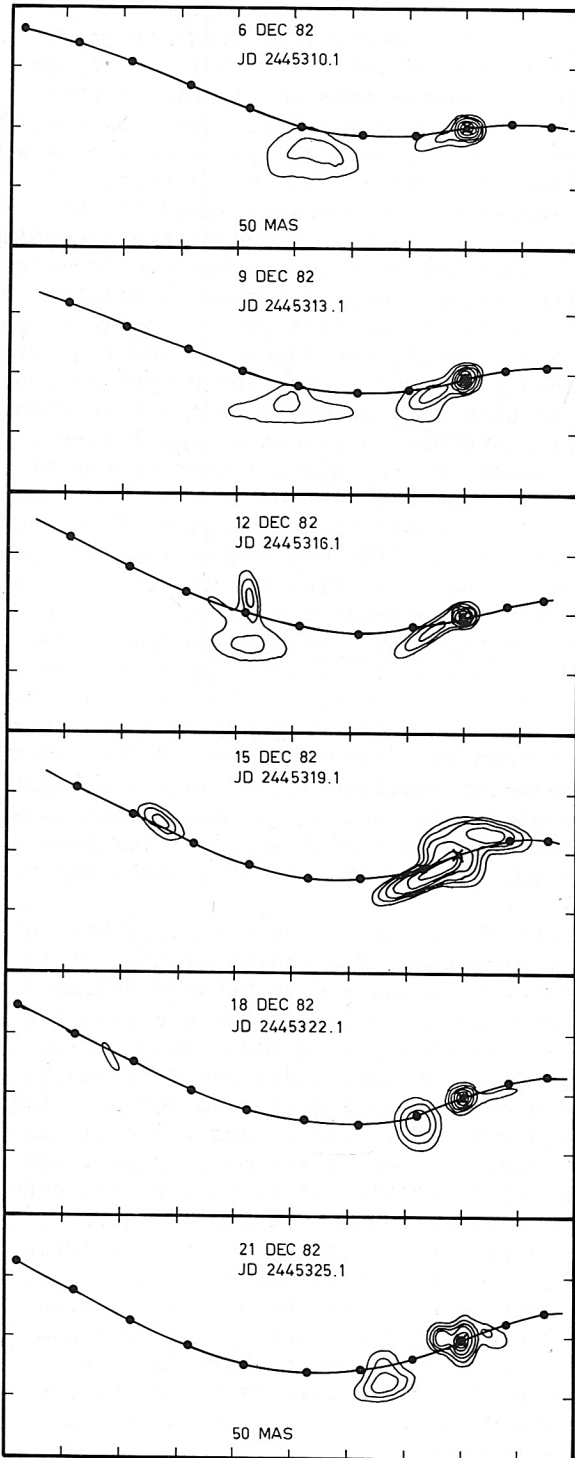 6 DEC 82
JD 2445310.1
50 MAS
9 DEC 82
JD 2445313.1
12 DEC 82
JD 2445316.1
15 DEC 82
JD 2445319.1
18 DEC 82
JD 2445322.1
21 DEC 82
JD 2445325.1
50 MAS